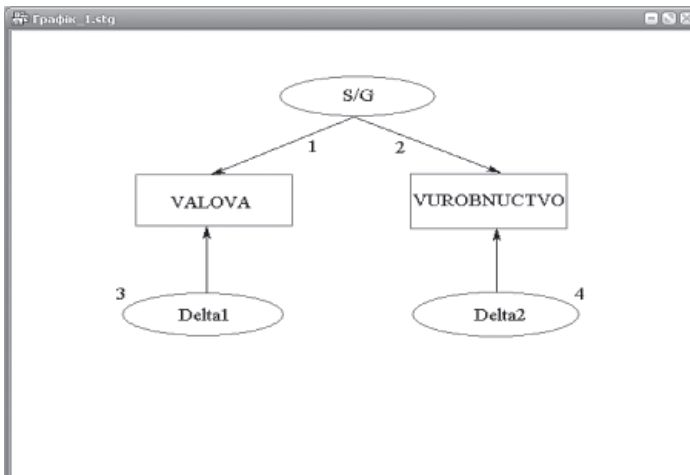 Графік_1.stg
S/G
1 2
VALOVA VUROBNUCTVO
3 4
Delta1 Delta2